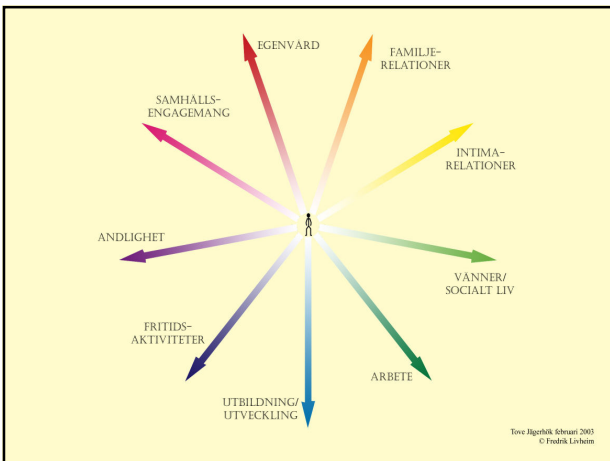 EGENVÅRD
FAMILJE-
RELATIONER
SAMHÄLLS-
ENGAGEMANG
INTIMA-
RELATIONER
ANDLIGHET
VÄNNER/
SOCIALT LIV
FRITIDS-
AKTIVITETER
ARBETE
UTBILDNING/
UTVECKLING
Tove Jägerhök februari 2003
© Fredrik Livheim